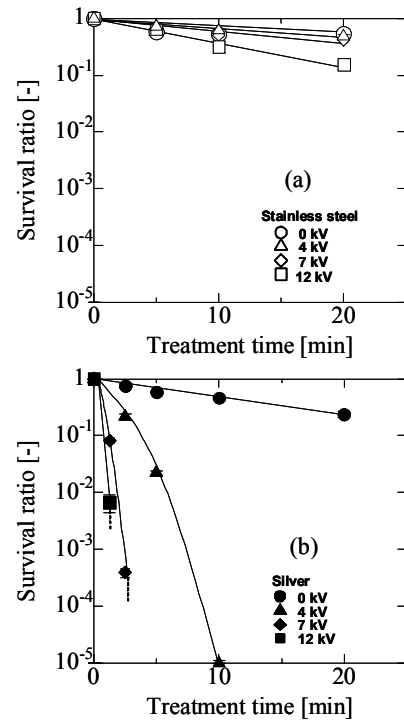 1
10-1
10-2
10-3
10-4
10-5
Survival ratio [-]
(a)
Stainless steel
0 kV
4 kV
7 kV
12 kV
0 10 20
Treatment time [min]
1
10-1
10-2
10-3
10-4
10-5
Survival ratio [-]
(b)
Silver
0 kV
4 kV
7 kV
12 kV
0 10 20
Treatment time [min]